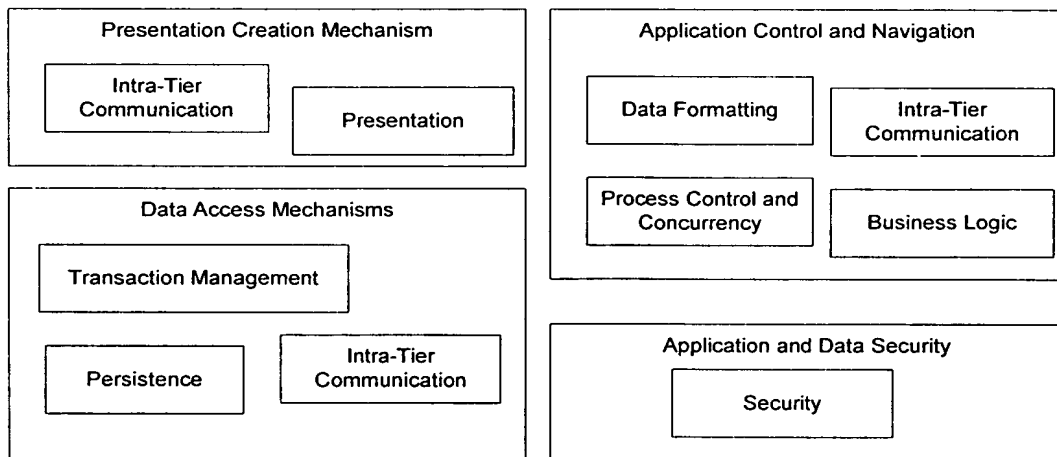 Presentation Creation Mechanism
Intra-Tier
Communication
Presentation
Data Access Mechanisms
Transaction Management
Persistence
Intra-Tier
Communication
Application Control and Navigation
Data Formatting
Intra-Tier
Communication
Process Control and
Concurrency
Business Logic
Application and Data Security
Security